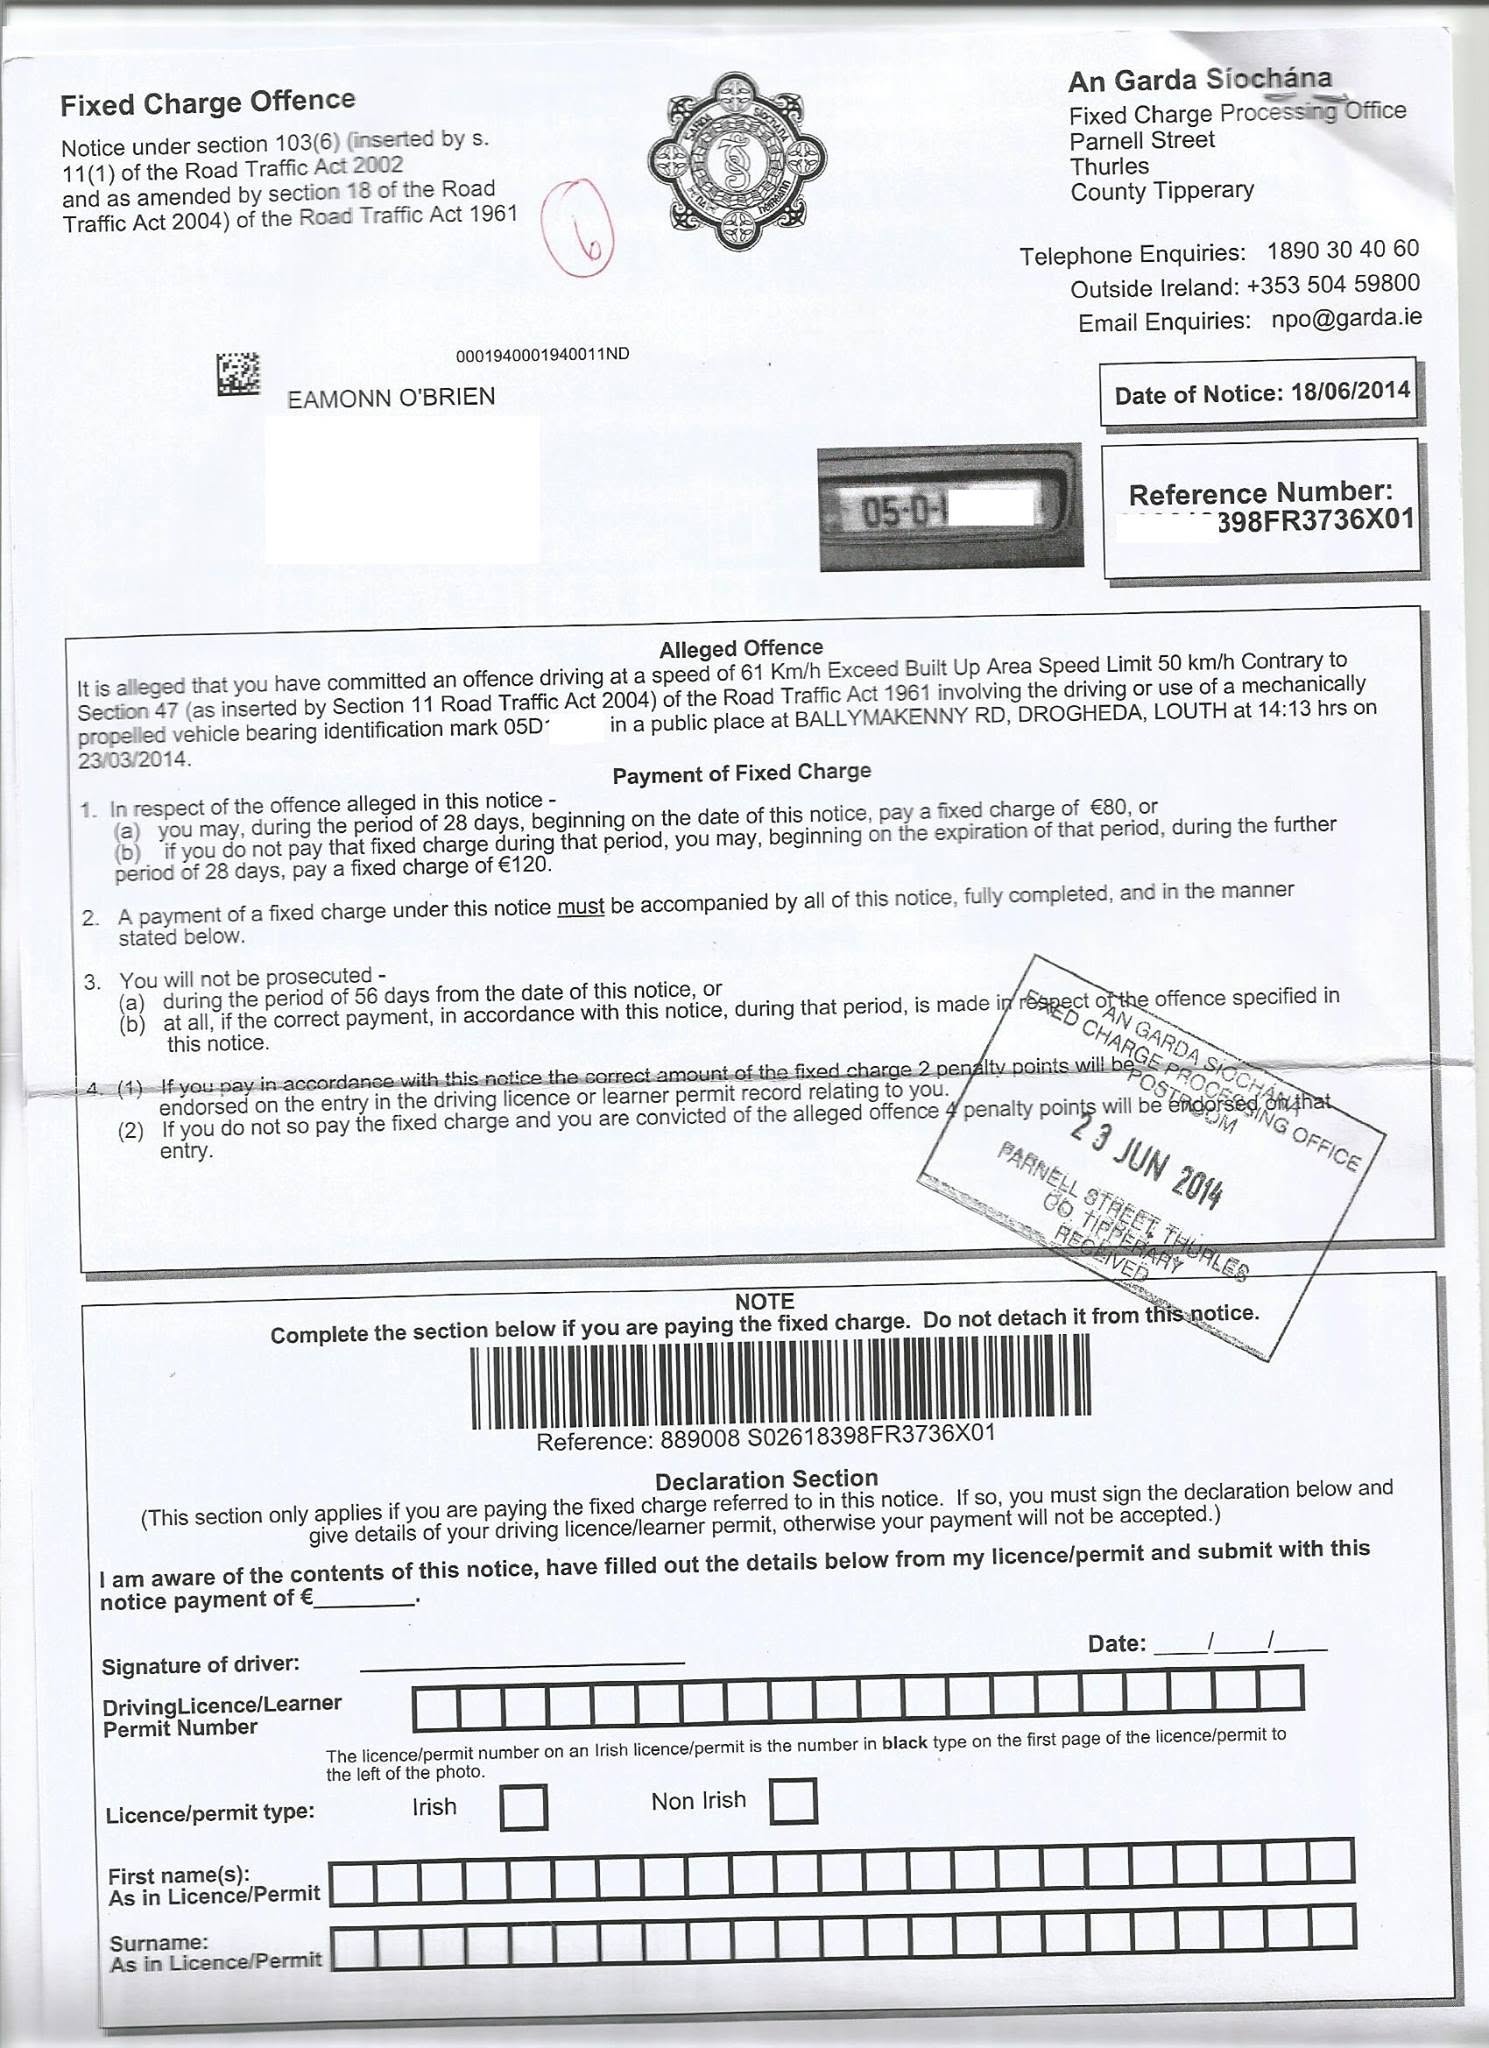 Fixed Charge Offence
Notice under section 103(6) (inserted by s.
11(1) of the Road Traffic Act 2002
and as amended by section 18 of the Road
Traffic Act 2004) of the Road Traffic Act 1961
6
GARDA SÍOCHÁNA
An Garda Síochána
Fixed Charge Processing Office
Parnell Street
Thurles
County Tipperary
Telephone Enquiries: 1890 30 40 60
Outside Ireland: +353 504 59800
Email Enquiries: npo@garda.ie
0001940001940011ND
EAMONN O'BRIEN
Date of Notice: 18/06/2014
05-D-
Reference Number:
398FR3736X01
Alleged Offence
It is alleged that you have committed an offence driving at a speed of 61 Km/h Exceed Built Up Area Speed Limit 50 km/h Contrary to
Section 47 (as inserted by Section 11 Road Traffic Act 2004) of the Road Traffic Act 1961 involving the driving or use of a mechanically
propelled vehicle bearing identification mark 05D in a public place at BALLYMAKENNY RD, DROGHEDA, LOUTH at 14:13 hrs on
23/03/2014.
Payment of Fixed Charge
1. In respect of the offence alleged in this notice -
(a) you may, during the period of 28 days, beginning on the date of this notice, pay a fixed charge of €80, or
(b) if you do not pay that fixed charge during that period, you may, beginning on the expiration of that period, during the further
period of 28 days, pay a fixed charge of €120.
2. A payment of a fixed charge under this notice must be accompanied by all of this notice, fully completed, and in the manner
stated below.
3. You will not be prosecuted -
(a) during the period of 56 days from the date of this notice, or
(b) at all, if the correct payment, in accordance with this notice, during that period, is made in respect of the offence specified in
this notice.
4. (1) If you pay in accordance with this notice the correct amount of the fixed charge 2 penalty points will be
endorsed on the entry in the driving licence or learner permit record relating to you.
(2) If you do not so pay the fixed charge and you are convicted of the alleged offence 4 penalty points will be endorsed on that
entry.
AN GARDA SÍOCHÁNA
FIXED CHARGE PROCESSING OFFICE
POSTROOM
23 JUN 2014
PARNELL STREET, THURLES
CO. TIPPERARY
RECEIVED
NOTE
Complete the section below if you are paying the fixed charge. Do not detach it from this notice.
Reference: 889008 S02618398FR3736X01
Declaration Section
(This section only applies if you are paying the fixed charge referred to in this notice. If so, you must sign the declaration below and
give details of your driving licence/learner permit, otherwise your payment will not be accepted.)
I am aware of the contents of this notice, have filled out the details below from my licence/permit and submit with this
notice payment of €________.
Signature of driver: Date: ____/____/____
DrivingLicence/Learner
Permit Number
The licence/permit number on an Irish licence/permit is the number in black type on the first page of the licence/permit to
the left of the photo.
Licence/permit type: Irish Non Irish
First name(s):
As in Licence/Permit
Surname:
As in Licence/Permit